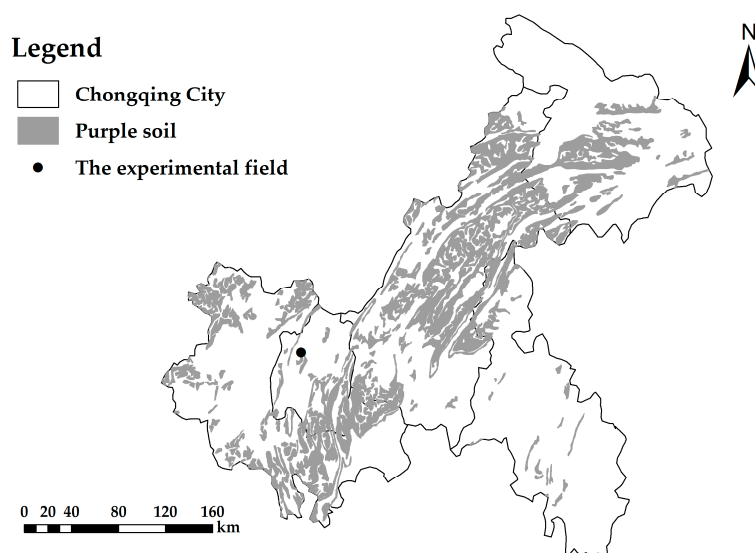 N
Legend
Chongqing City
Purple soil
The experimental field
0 20 40 80 120 160
km